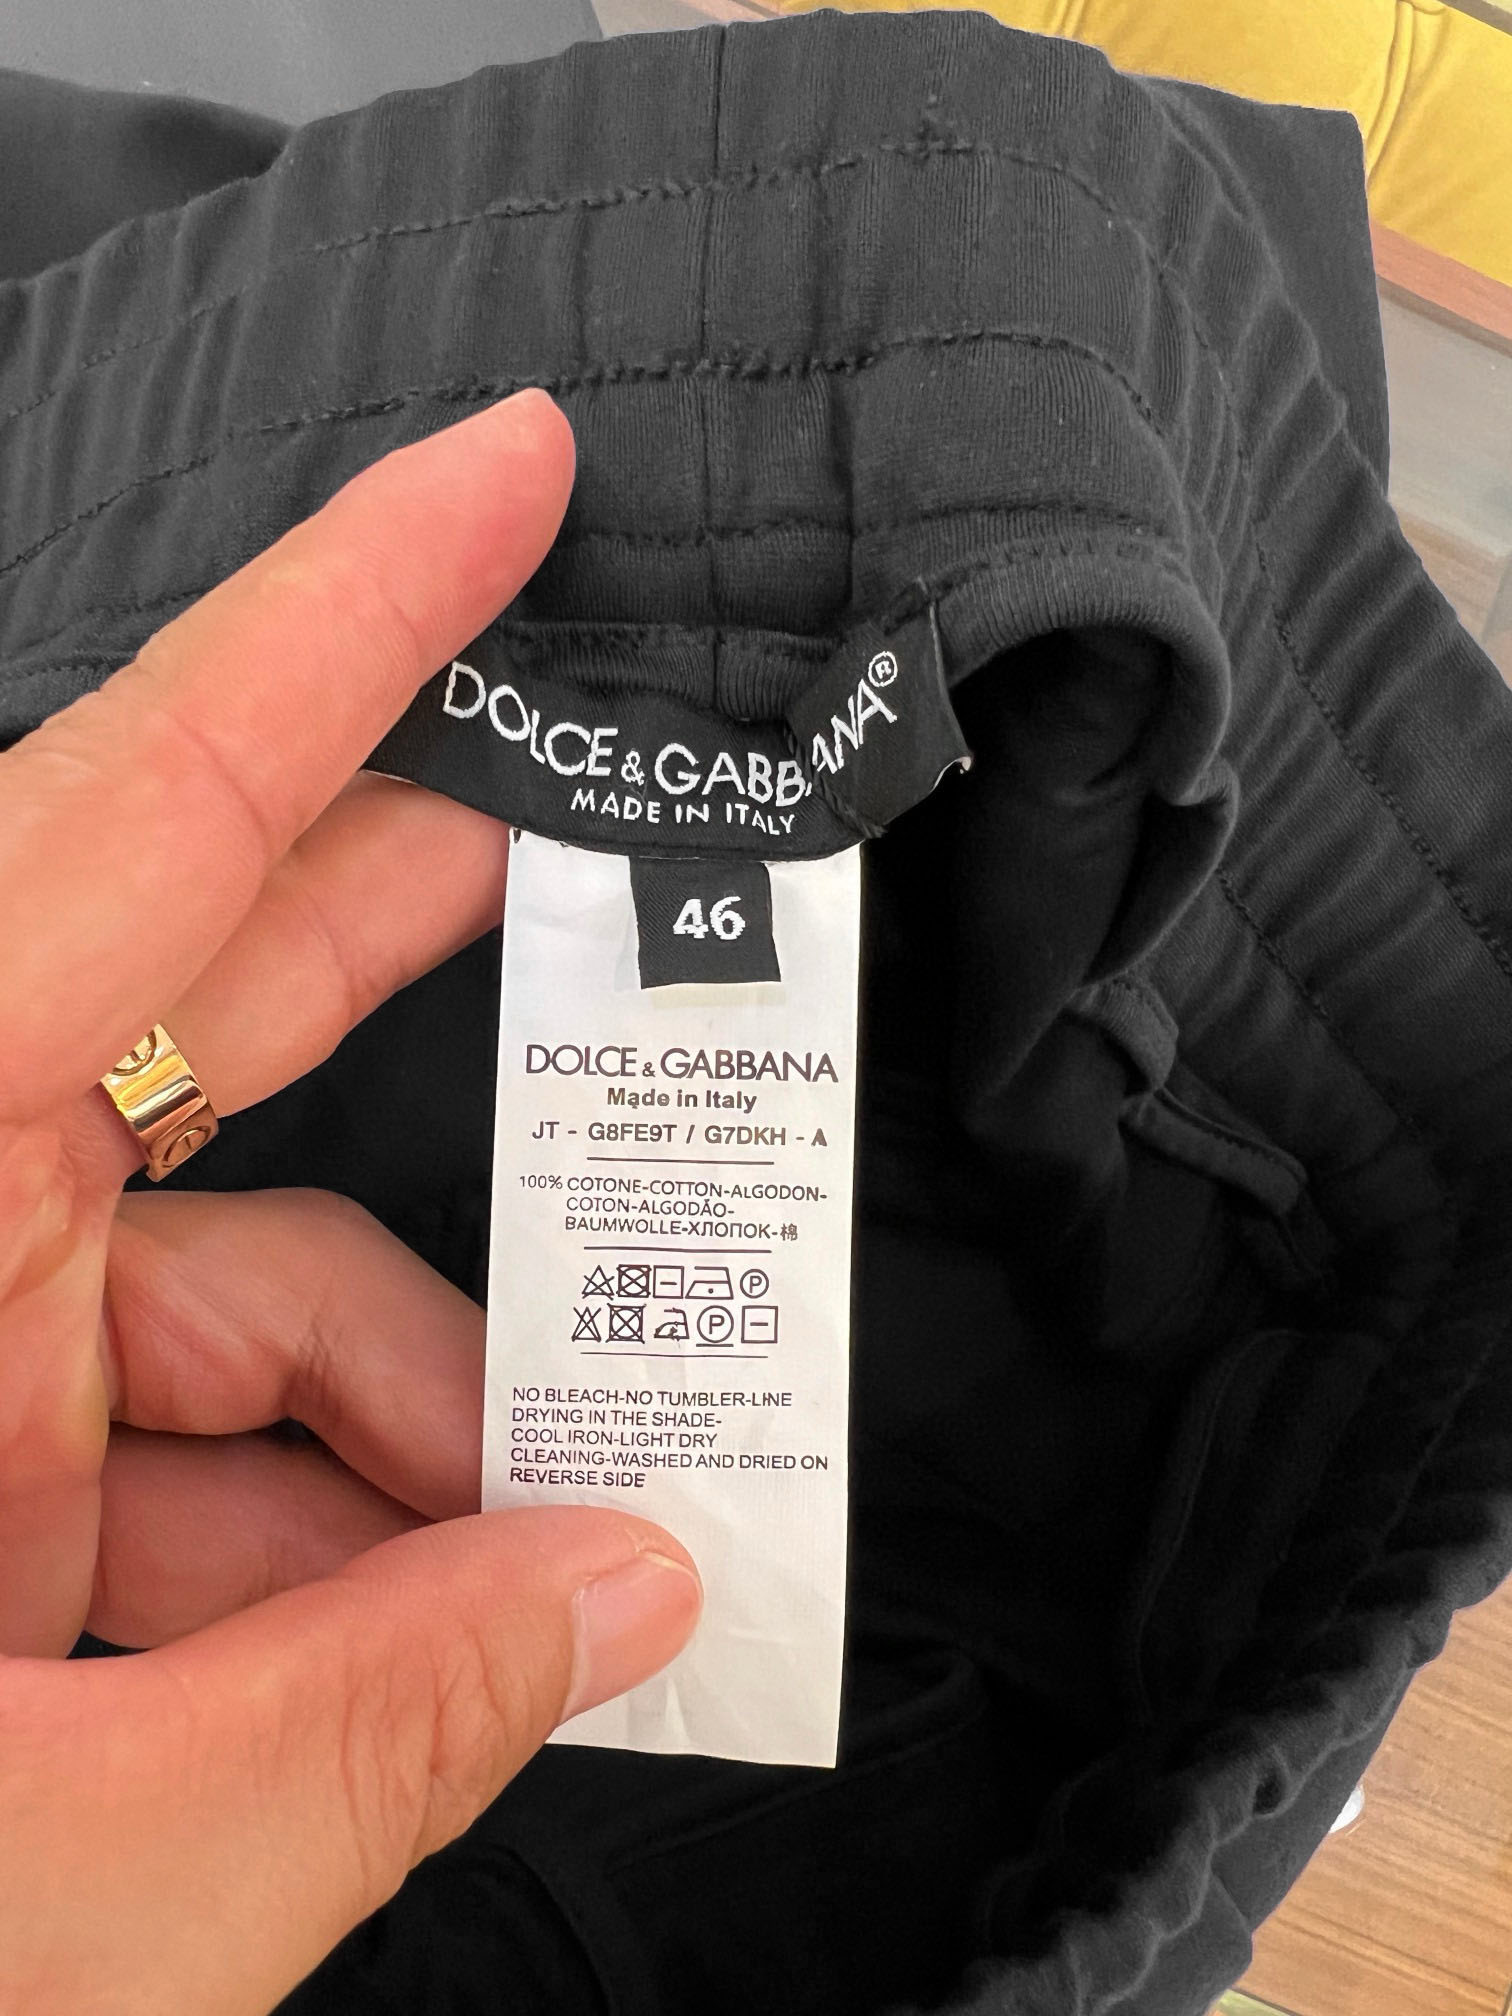 DOLCE & GABBANA®
MADE IN ITALY
46
DOLCE & GABBANA
Made in Italy
JT - G8FE9T / G7DKH - A
100% COTONE-COTTON-ALGODON-
COTON-ALGODÃO-
BAUMWOLLE-ХЛОПОК-棉
P
P
NO BLEACH-NO TUMBLER-LINE
DRYING IN THE SHADE-
COOL IRON-LIGHT DRY
CLEANING-WASHED AND DRIED ON
REVERSE SIDE